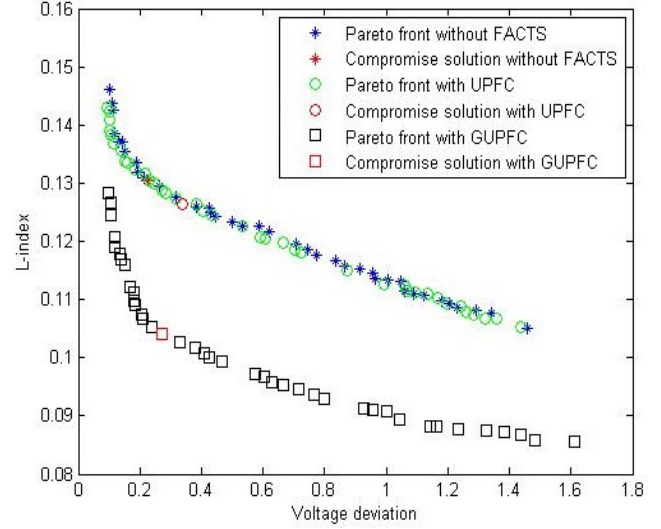 0.16
0.15
0.14
0.13
0.12
0.11
0.1
0.09
0.08
L-index
Pareto front without FACTS
Compromise solution without FACTS
Pareto front with UPFC
Compromise solution with UPFC
Pareto front with GUPFC
Compromise solution with GUPFC
0 0.2 0.4 0.6 0.8 1 1.2 1.4 1.6 1.8
Voltage deviation